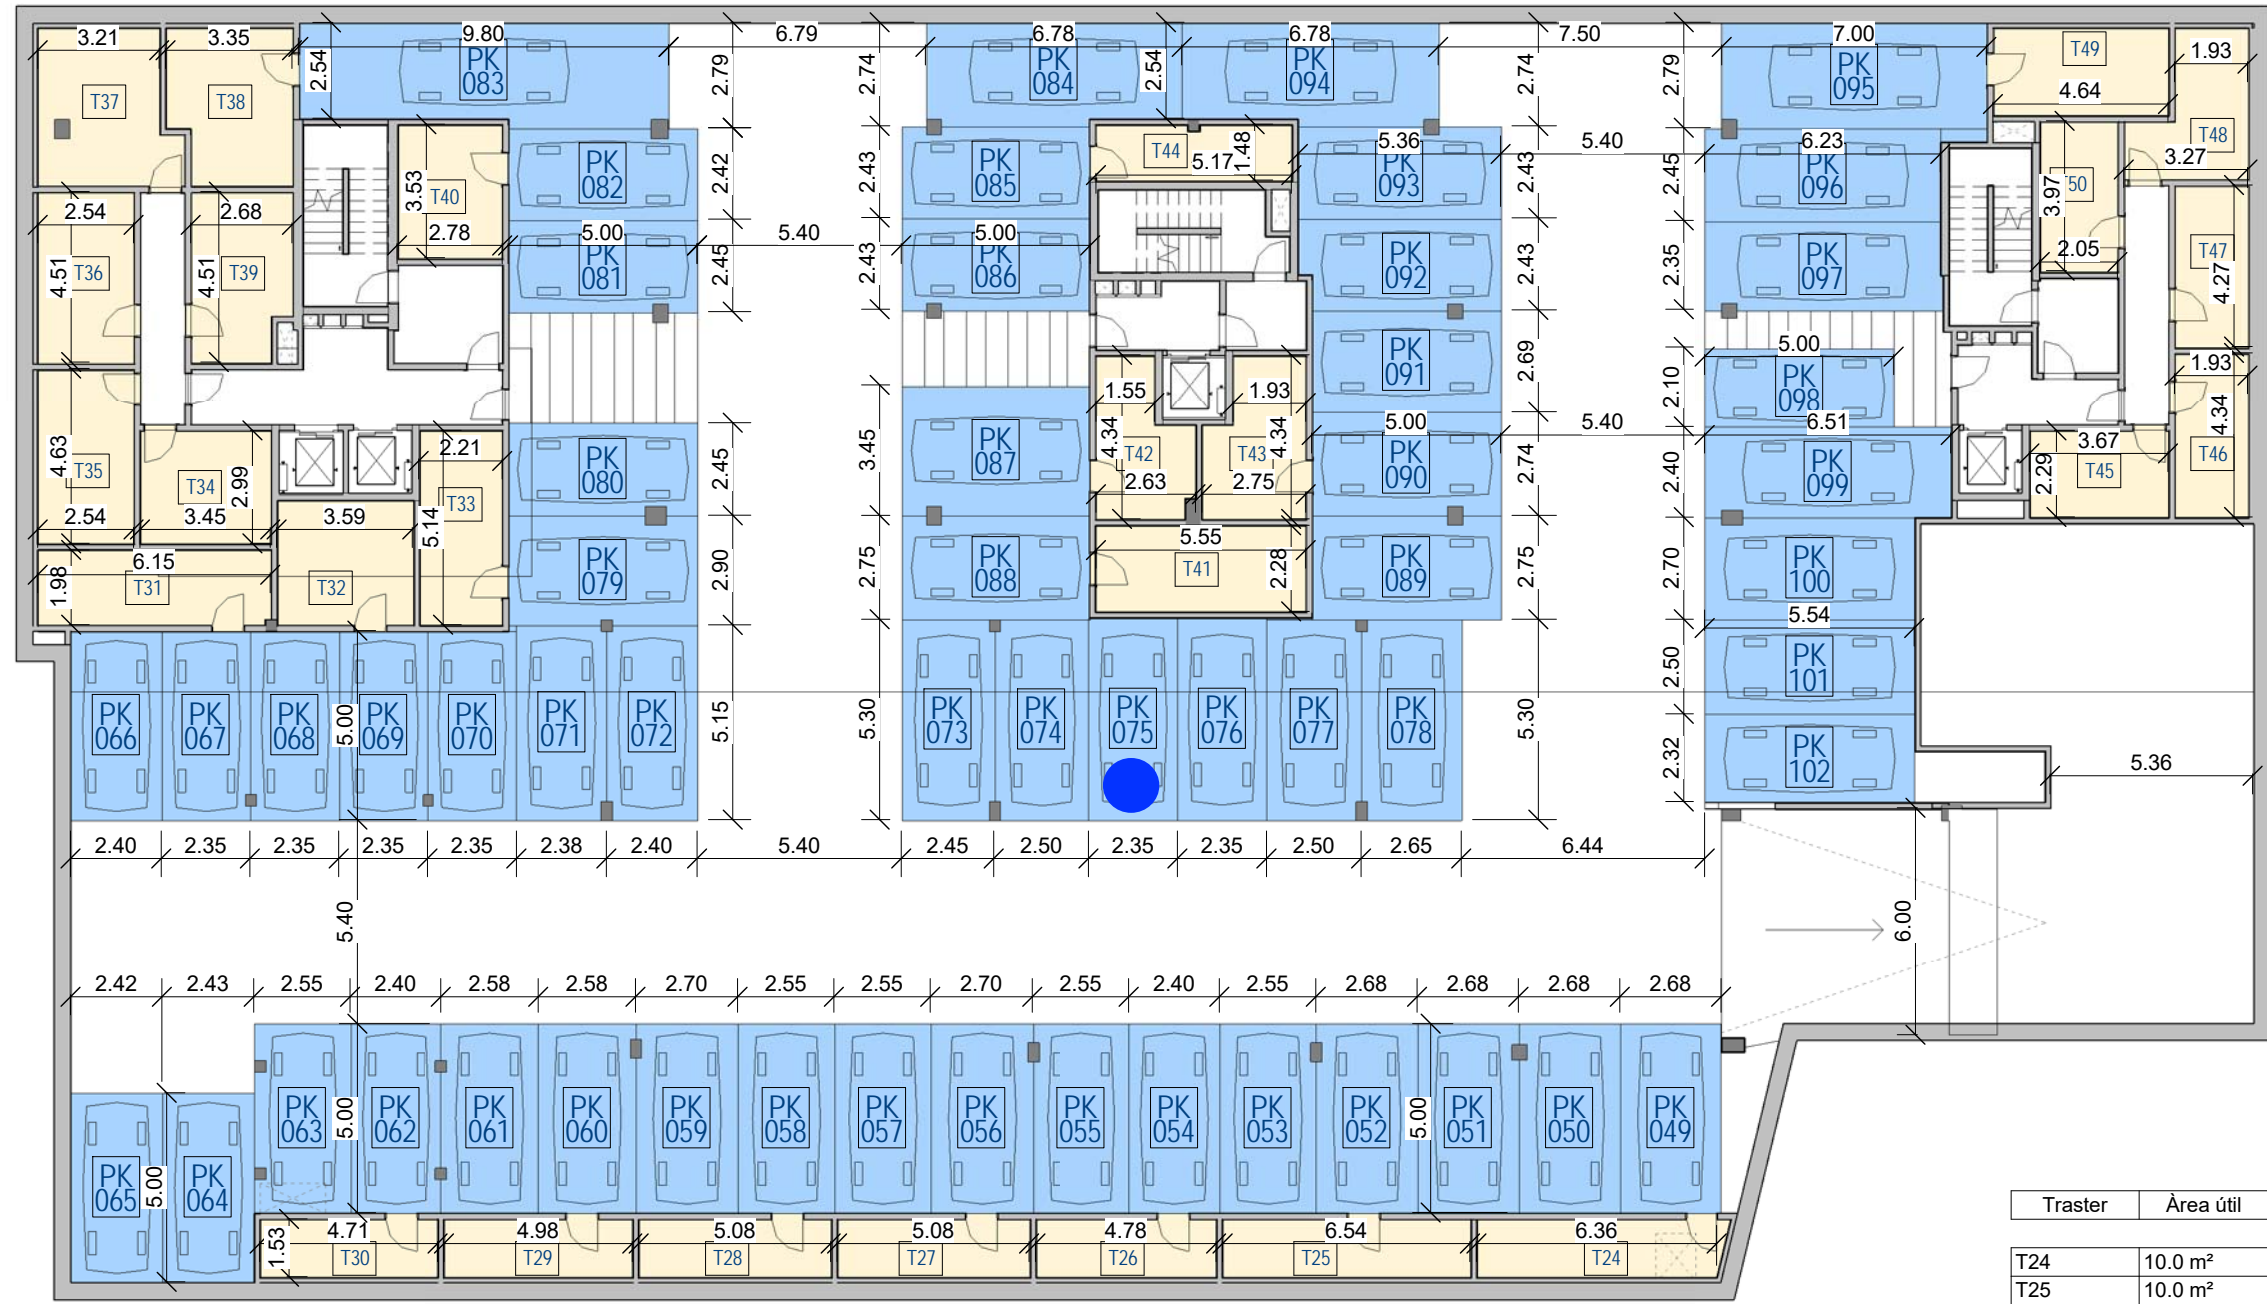 3.21 3.35 9.80 6.79 6.78 6.78 7.50 7.00
T49 1.93
PK 083
PK 084
PK 094
PK 095
T37 T38 2.54 2.79 2.74 2.54 2.74 2.79 4.64
T44 1.48 5.17 5.36 5.40 6.23 T48 3.27
PK 082
PK 085
PK 093
PK 096
3.53 T40 2.42 2.43 2.43 2.45 3.97 T50
2.54 2.68 2.78 5.00 5.40 5.00
T36 4.51 T39 4.51 2.45 2.43 2.43 2.35 2.05 T47 4.27
PK 081
PK 086
PK 092
PK 097
PK 091
2.69 5.00 2.10 1.93
PK 098
1.55 1.93 5.00 5.40 6.51
4.63 T35 T34 2.99 2.21 T33 5.14 2.45 3.45 4.34 T42 T43 4.34 2.74 2.40 3.67 2.29 T45 4.34 T46
PK 080
PK 087
PK 090
PK 099
2.54 3.45 3.59 2.63 2.75
6.15 1.98 T31 T32 2.90 2.75 5.55 T41 2.28 2.75 2.70
PK 079
PK 088
PK 089
PK 100
5.54
PK 101
2.50
PK 066
PK 067
PK 068
5.00
PK 069
PK 070
PK 071
PK 072
5.15 5.30
PK 073
PK 074
PK 075
PK 076
PK 077
PK 078
5.30 2.32
PK 102
5.36
2.40 2.35 2.35 2.35 2.35 2.38 2.40 5.40 2.45 2.50 2.35 2.35 2.50 2.65 6.44
5.40 6.00
2.42 2.43 2.55 2.40 2.58 2.58 2.70 2.55 2.55 2.70 2.55 2.40 2.55 2.68 2.68 2.68 2.68
PK 065
5.00
PK 064
PK 063
5.00
PK 062
PK 061
PK 060
PK 059
PK 058
PK 057
PK 056
PK 055
PK 054
PK 053
PK 052
5.00
PK 051
PK 050
PK 049
1.53 4.71 4.98 5.08 5.08 4.78 6.54 6.36
T30 T29 T28 T27 T26 T25 T24
Traster Àrea útil
T24 10.0 m²
T25 10.0 m²